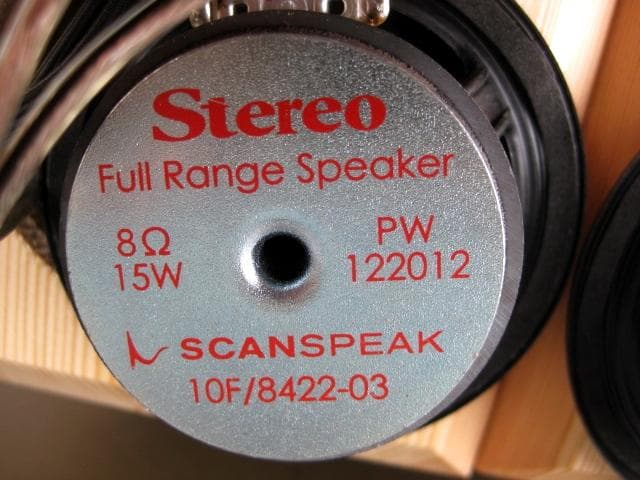 Stereo
Full Range Speaker
8Ω PW
15W 122012
SCANSPEAK
10F/8422-03